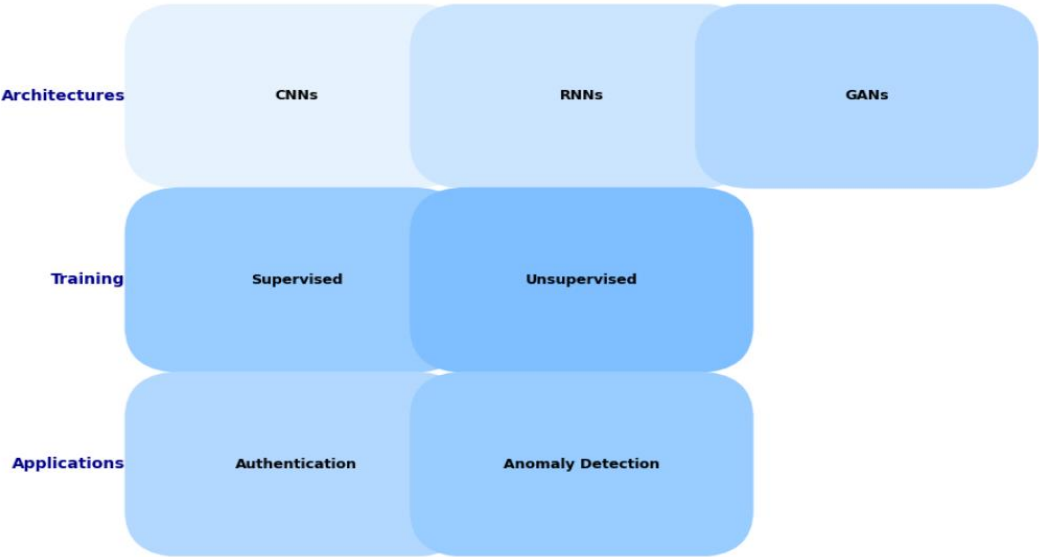 Architectures
CNNs
RNNs
GANs
Training
Supervised
Unsupervised
Applications
Authentication
Anomaly Detection